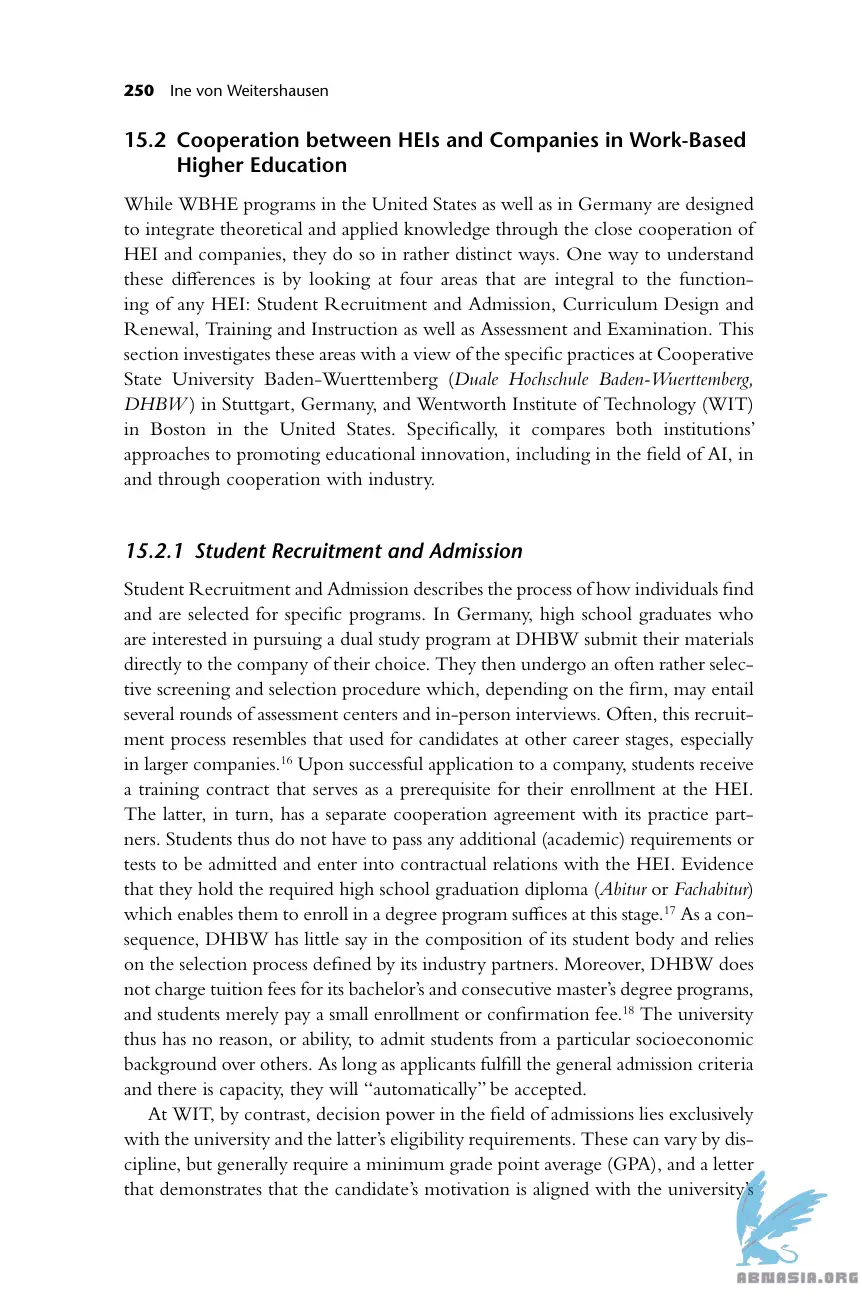 250 Ine von Weitershausen
15.2 Cooperation between HEIs and Companies in Work-Based
Higher Education
While WBHE programs in the United States as well as in Germany are designed
to integrate theoretical and applied knowledge through the close cooperation of
HEI and companies, they do so in rather distinct ways. One way to understand
these differences is by looking at four areas that are integral to the function-
ing of any HEI: Student Recruitment and Admission, Curriculum Design and
Renewal, Training and Instruction as well as Assessment and Examination. This
section investigates these areas with a view of the specific practices at Cooperative
State University Baden-Wuerttemberg (Duale Hochschule Baden-Wuerttemberg,
DHBW) in Stuttgart, Germany, and Wentworth Institute of Technology (WIT)
in Boston in the United States. Specifically, it compares both institutions’
approaches to promoting educational innovation, including in the field of AI, in
and through cooperation with industry.
15.2.1 Student Recruitment and Admission
Student Recruitment and Admission describes the process of how individuals find
and are selected for specific programs. In Germany, high school graduates who
are interested in pursuing a dual study program at DHBW submit their materials
directly to the company of their choice. They then undergo an often rather selec-
tive screening and selection procedure which, depending on the firm, may entail
several rounds of assessment centers and in-person interviews. Often, this recruit-
ment process resembles that used for candidates at other career stages, especially
in larger companies.16 Upon successful application to a company, students receive
a training contract that serves as a prerequisite for their enrollment at the HEI.
The latter, in turn, has a separate cooperation agreement with its practice part-
ners. Students thus do not have to pass any additional (academic) requirements or
tests to be admitted and enter into contractual relations with the HEI. Evidence
that they hold the required high school graduation diploma (Abitur or Fachabitur)
which enables them to enroll in a degree program suffices at this stage.17 As a con-
sequence, DHBW has little say in the composition of its student body and relies
on the selection process defined by its industry partners. Moreover, DHBW does
not charge tuition fees for its bachelor’s and consecutive master’s degree programs,
and students merely pay a small enrollment or confirmation fee.18 The university
thus has no reason, or ability, to admit students from a particular socioeconomic
background over others. As long as applicants fulfill the general admission criteria
and there is capacity, they will “automatically” be accepted.
At WIT, by contrast, decision power in the field of admissions lies exclusively
with the university and the latter’s eligibility requirements. These can vary by dis-
cipline, but generally require a minimum grade point average (GPA), and a letter
that demonstrates that the candidate’s motivation is aligned with the university’s
ABNASIA.ORG